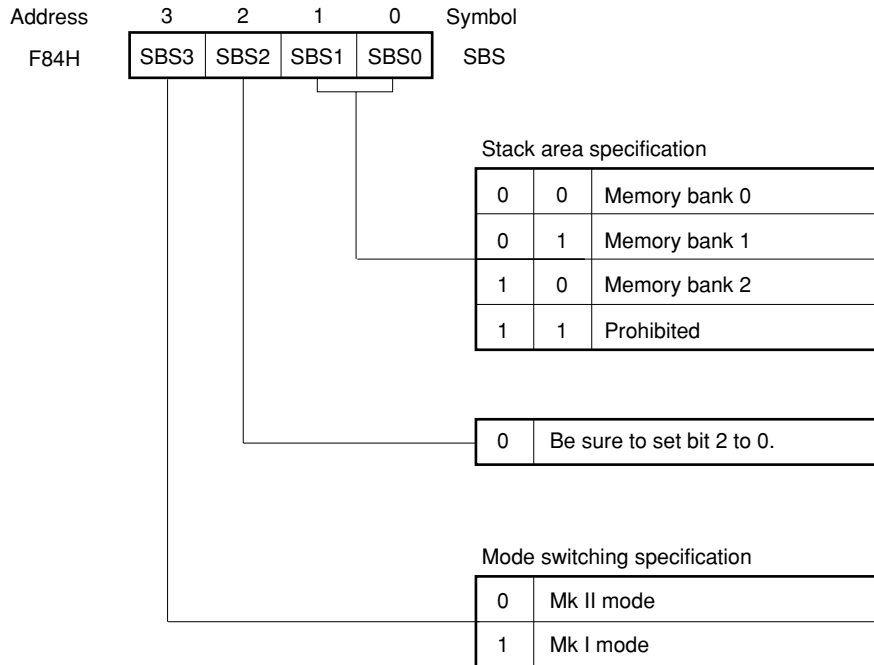 Address 3 2 1 0 Symbol
F84H SBS3 SBS2 SBS1 SBS0 SBS
Stack area specification
0 0 Memory bank 0
0 1 Memory bank 1
1 0 Memory bank 2
1 1 Prohibited
0 Be sure to set bit 2 to 0.
Mode switching specification
0 Mk II mode
1 Mk I mode